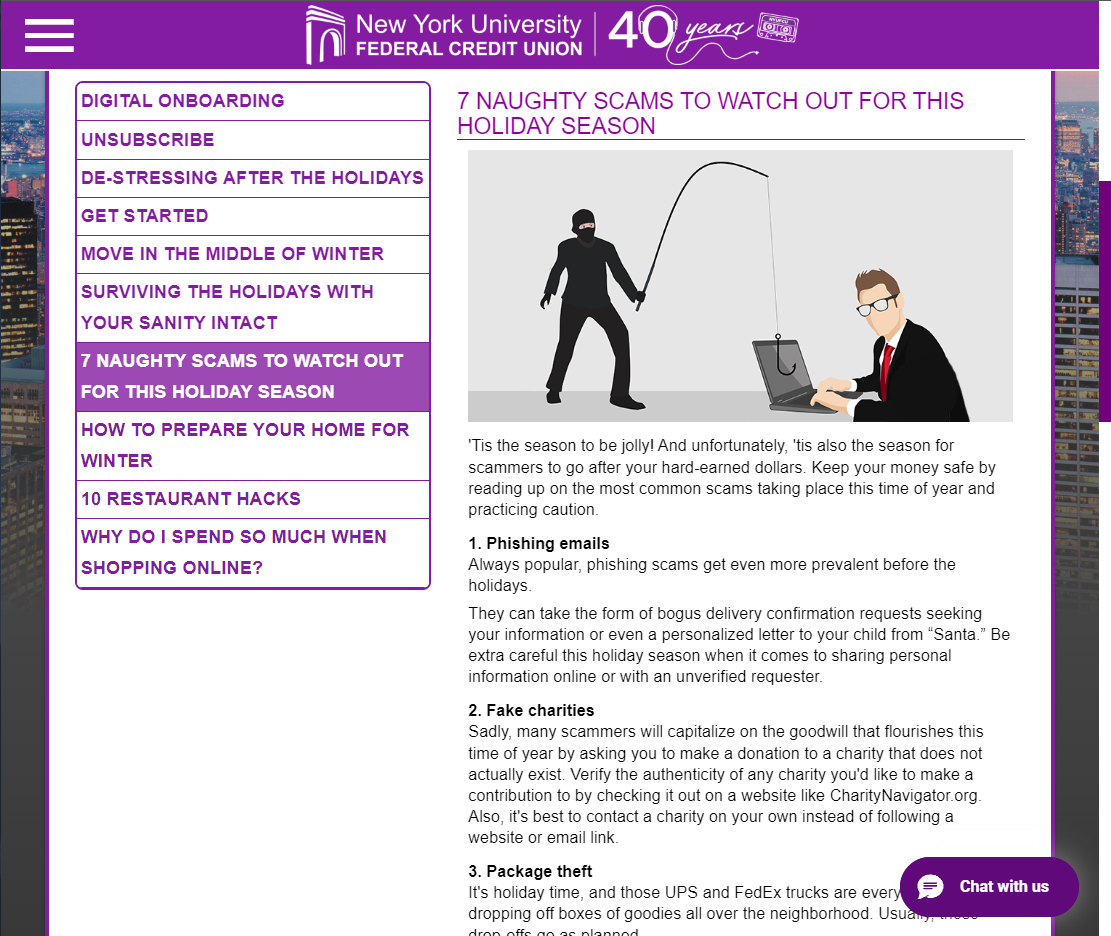 New York University
FEDERAL CREDIT UNION
40 years
NYUFCU
DIGITAL ONBOARDING
UNSUBSCRIBE
DE-STRESSING AFTER THE HOLIDAYS
GET STARTED
MOVE IN THE MIDDLE OF WINTER
SURVIVING THE HOLIDAYS WITH
YOUR SANITY INTACT
7 NAUGHTY SCAMS TO WATCH OUT
FOR THIS HOLIDAY SEASON
HOW TO PREPARE YOUR HOME FOR
WINTER
10 RESTAURANT HACKS
WHY DO I SPEND SO MUCH WHEN
SHOPPING ONLINE?
7 NAUGHTY SCAMS TO WATCH OUT FOR THIS
HOLIDAY SEASON
'Tis the season to be jolly! And unfortunately, 'tis also the season for
scammers to go after your hard-earned dollars. Keep your money safe by
reading up on the most common scams taking place this time of year and
practicing caution.
1. Phishing emails
Always popular, phishing scams get even more prevalent before the
holidays.
They can take the form of bogus delivery confirmation requests seeking
your information or even a personalized letter to your child from “Santa.” Be
extra careful this holiday season when it comes to sharing personal
information online or with an unverified requester.
2. Fake charities
Sadly, many scammers will capitalize on the goodwill that flourishes this
time of year by asking you to make a donation to a charity that does not
actually exist. Verify the authenticity of any charity you'd like to make a
contribution to by checking it out on a website like CharityNavigator.org.
Also, it's best to contact a charity on your own instead of following a
website or email link.
3. Package theft
It's holiday time, and those UPS and FedEx trucks are every
dropping off boxes of goodies all over the neighborhood. Usually, those
drop-offs go as planned.
Chat with us